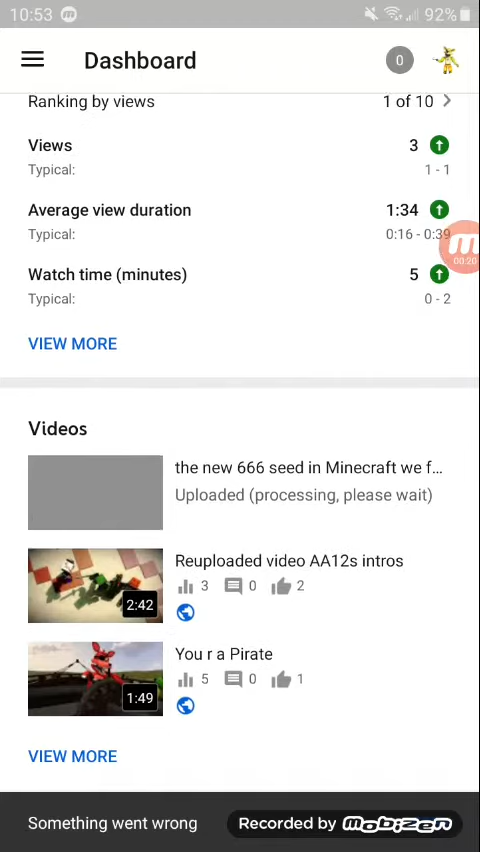 10:53 92%
Dashboard 0
Ranking by views 1 of 10
Views 3
Typical: 1 - 1
Average view duration 1:34
Typical: 0:16 - 0:39
00:20
Watch time (minutes) 5
Typical: 0 - 2
VIEW MORE
Videos
the new 666 seed in Minecraft we f...
Uploaded (processing, please wait)
Reuploaded video AA12s intros
3 0 2
2:42
You r a Pirate
5 0 1
1:49
VIEW MORE
Something went wrong Recorded by mobizen